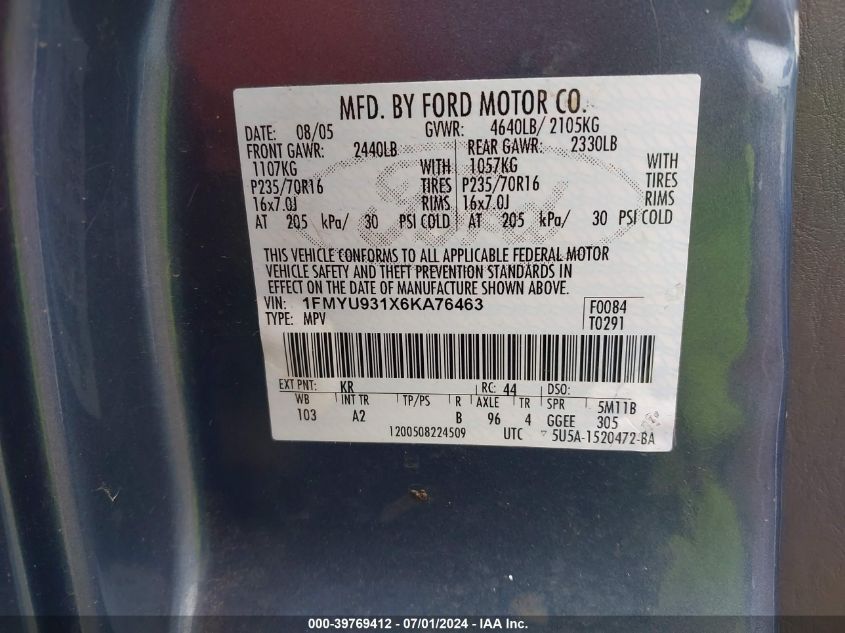 MFD. BY FORD MOTOR CO.
DATE: 08/05 GVWR: 4640LB/ 2105KG
FRONT GAWR: 2440LB REAR GAWR: 2330LB
1107KG WITH 1057KG WITH
P235/70R16 TIRES P235/70R16 TIRES
16x7.0J RIMS 16x7.0J RIMS
AT 205 kPa/ 30 PSI COLD AT 205 kPa/ 30 PSI COLD
THIS VEHICLE CONFORMS TO ALL APPLICABLE FEDERAL MOTOR
VEHICLE SAFETY AND THEFT PREVENTION STANDARDS IN
EFFECT ON THE DATE OF MANUFACTURE SHOWN ABOVE.
VIN: 1FMYU931X6KA76463 F0084
TYPE: MPV T0291
EXT PNT: KR RC: 44 DSO:
WB INT TR TP/PS R AXLE TR SPR 5M11B
103 A2 B 96 4 GGEE 305
1200508224509 UTC 5U5A-1520472-BA
000-39769412 - 07/01/2024 - IAA, Inc.